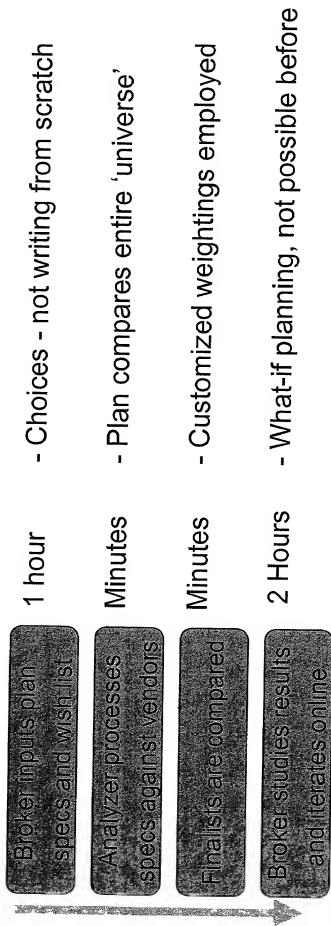 Broker inputs plan
specs and wish list
1 hour
- Choices - not writing from scratch
Analyzer processes
specs against vendors
Minutes
- Plan compares entire 'universe'
Finalists are compared
Minutes
- Customized weightings employed
Broker studies results
and iterates online
2 Hours
- What-if planning, not possible before